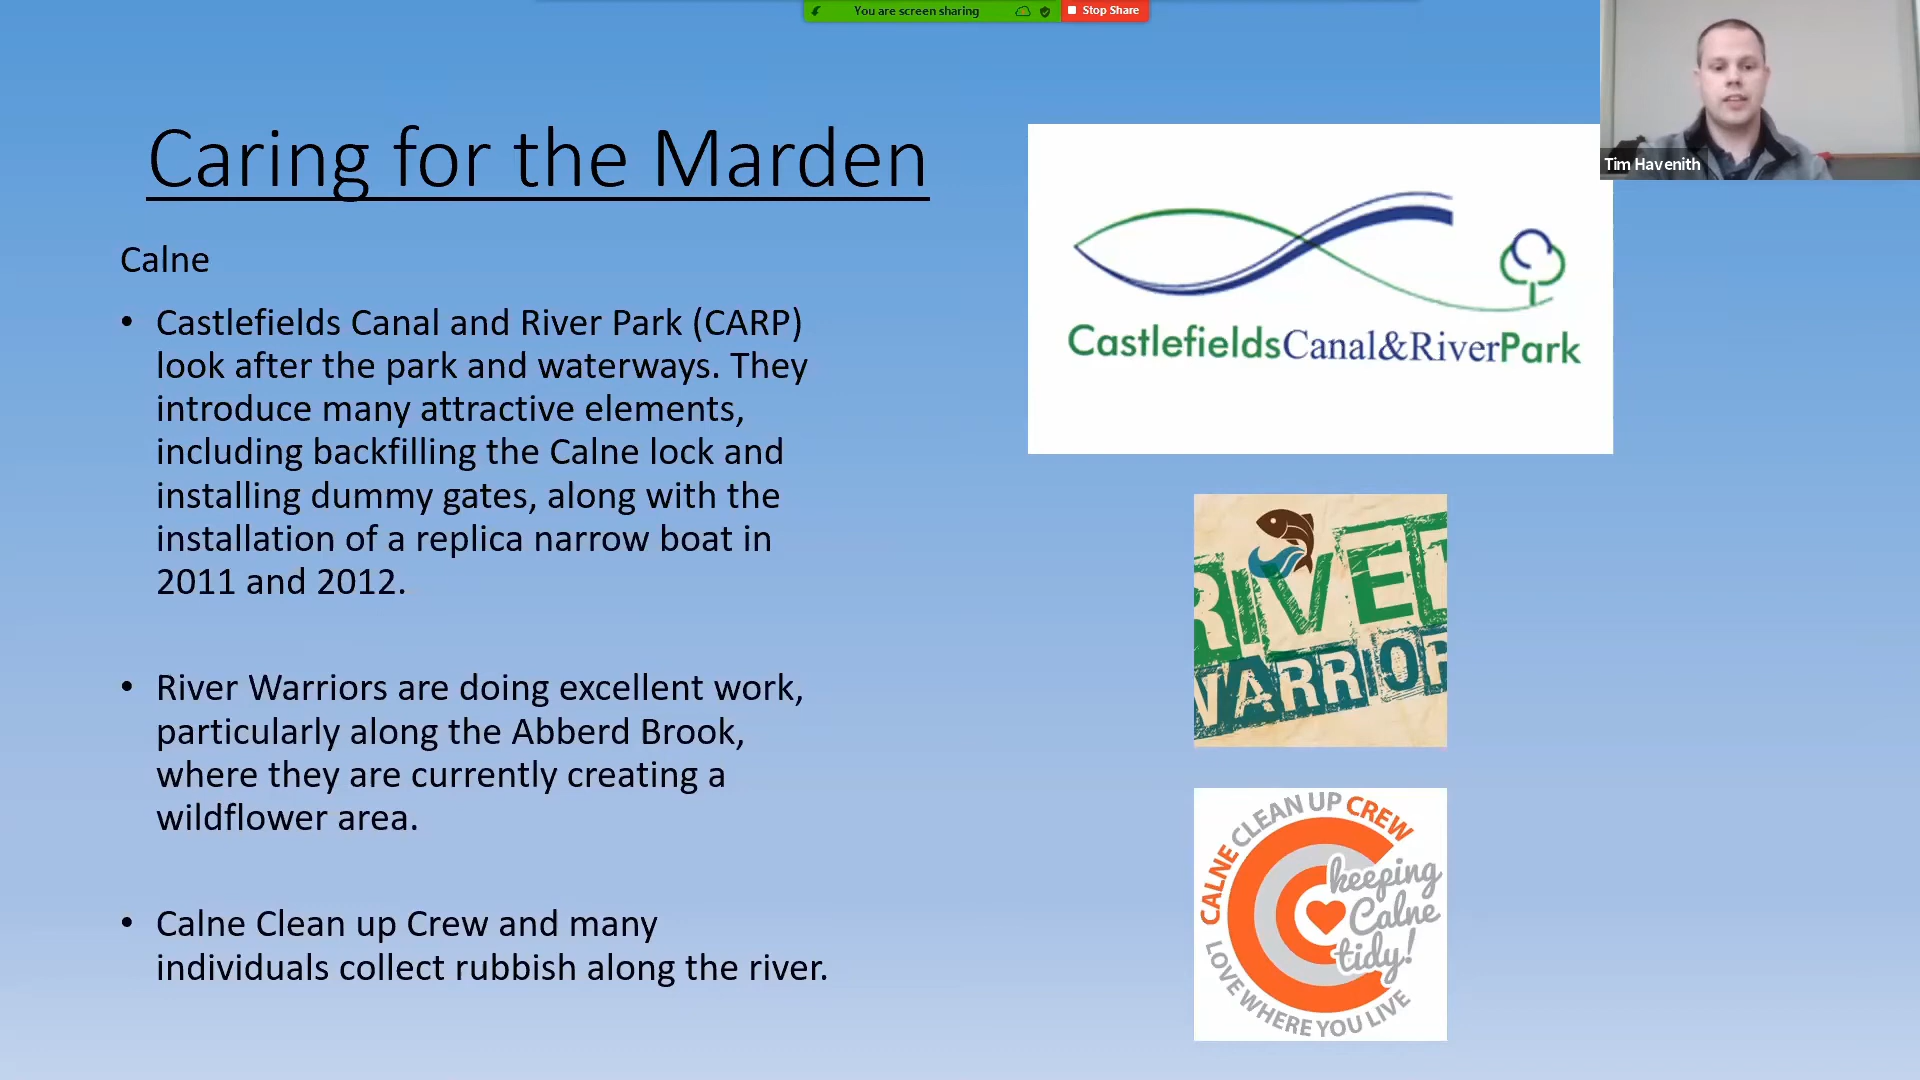 You are screen sharing
Stop Share
Tim Havenith
Caring for the Marden
Calne
• Castlefields Canal and River Park (CARP)
look after the park and waterways. They
introduce many attractive elements,
including backfilling the Calne lock and
installing dummy gates, along with the
installation of a replica narrow boat in
2011 and 2012.
• River Warriors are doing excellent work,
particularly along the Abberd Brook,
where they are currently creating a
wildflower area.
• Calne Clean up Crew and many
individuals collect rubbish along the river.
CastlefieldsCanal&RiverPark
RIVER
WARRIOR
CALNE CLEAN UP CREW
keeping
Calne
tidy!
LOVE WHERE YOU LIVE